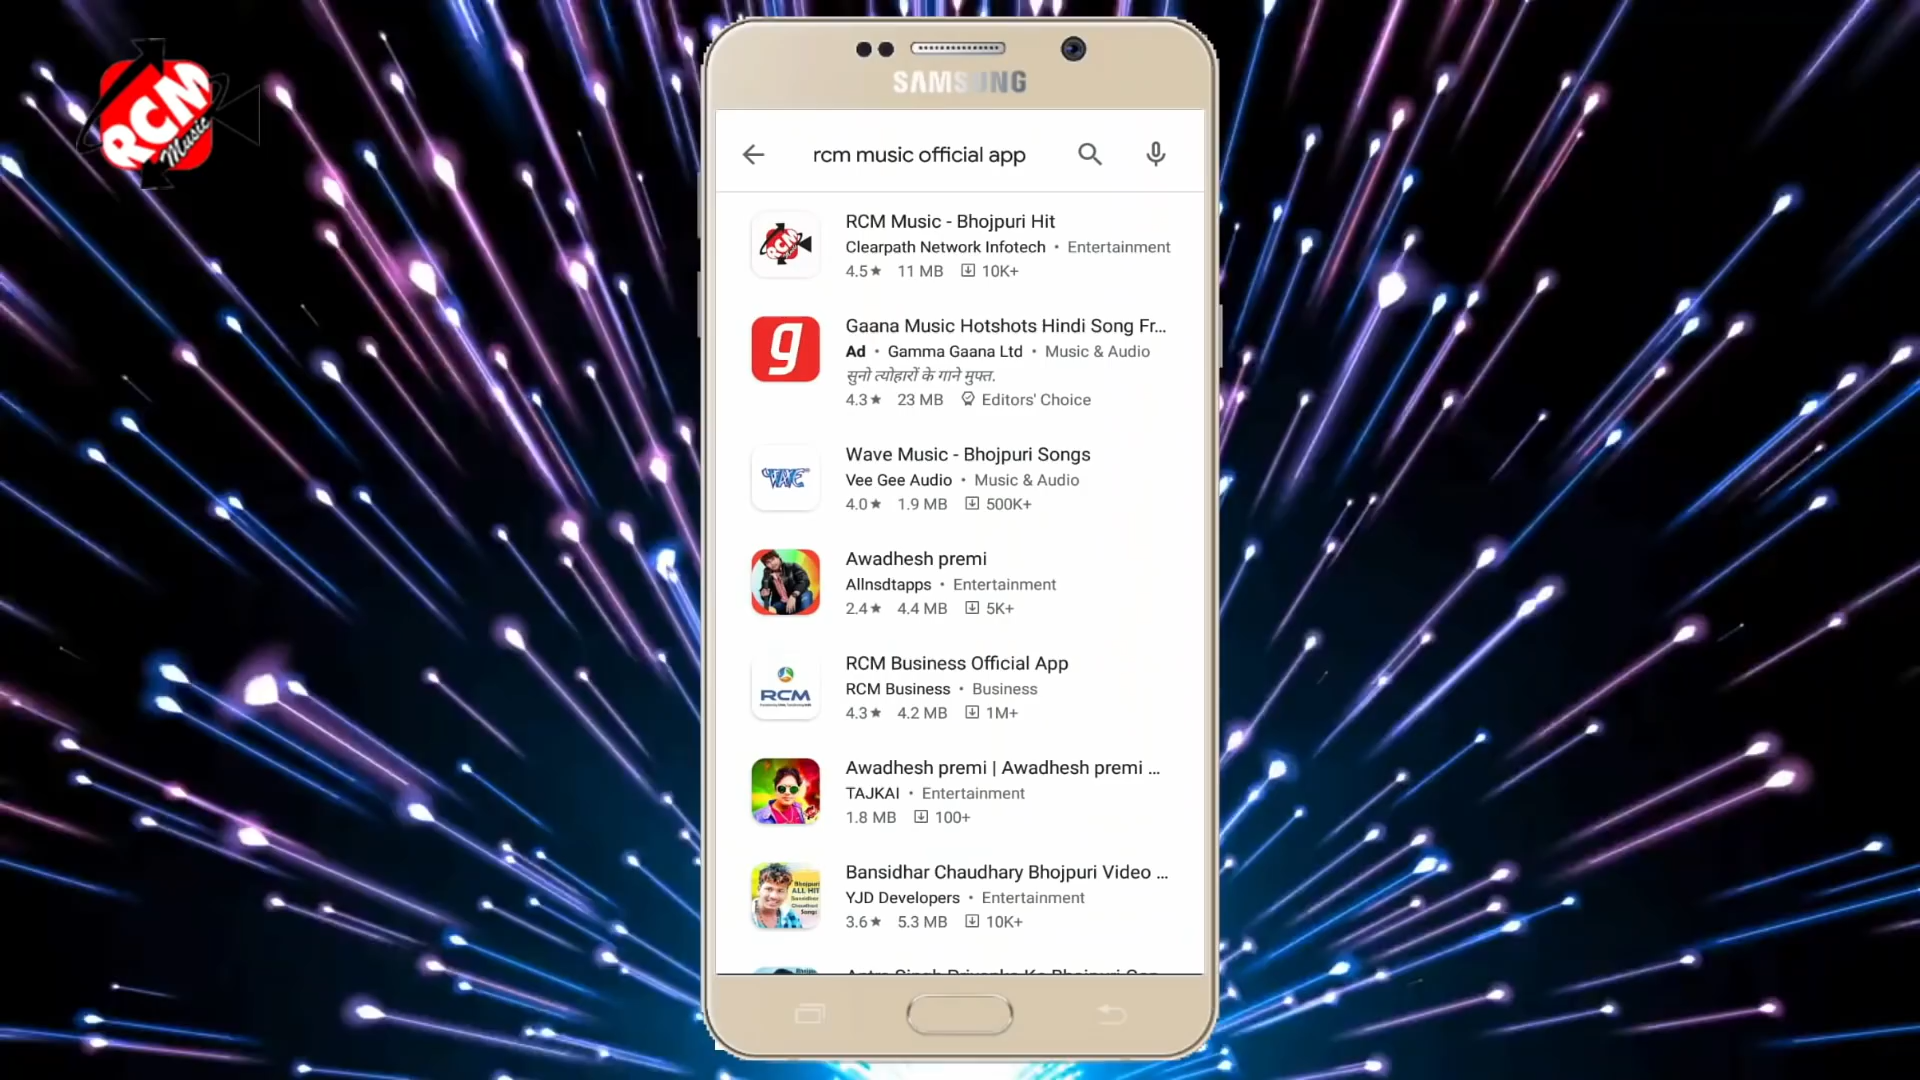 RCM
Music
SAMSUNG
rcm music official app
RCM Music - Bhojpuri Hit
Clearpath Network Infotech • Entertainment
4.5★ 11 MB 10K+
Gaana Music Hotshots Hindi Song Fr...
Ad • Gamma Gaana Ltd • Music & Audio
सुनो त्योहारों के गाने मुफ्त.
4.3★ 23 MB Editors' Choice
WAVE
Wave Music - Bhojpuri Songs
Vee Gee Audio • Music & Audio
4.0★ 1.9 MB 500K+
Awadhesh premi
Allnsdtapps • Entertainment
2.4★ 4.4 MB 5K+
RCM
RCM Business Official App
RCM Business • Business
4.3★ 4.2 MB 1M+
Awadhesh premi | Awadhesh premi ...
TAJKAI • Entertainment
1.8 MB 100+
Bhojpuri
ALL HIT
Songs
Bansidhar Chaudhary Bhojpuri Video ...
YJD Developers • Entertainment
3.6★ 5.3 MB 10K+